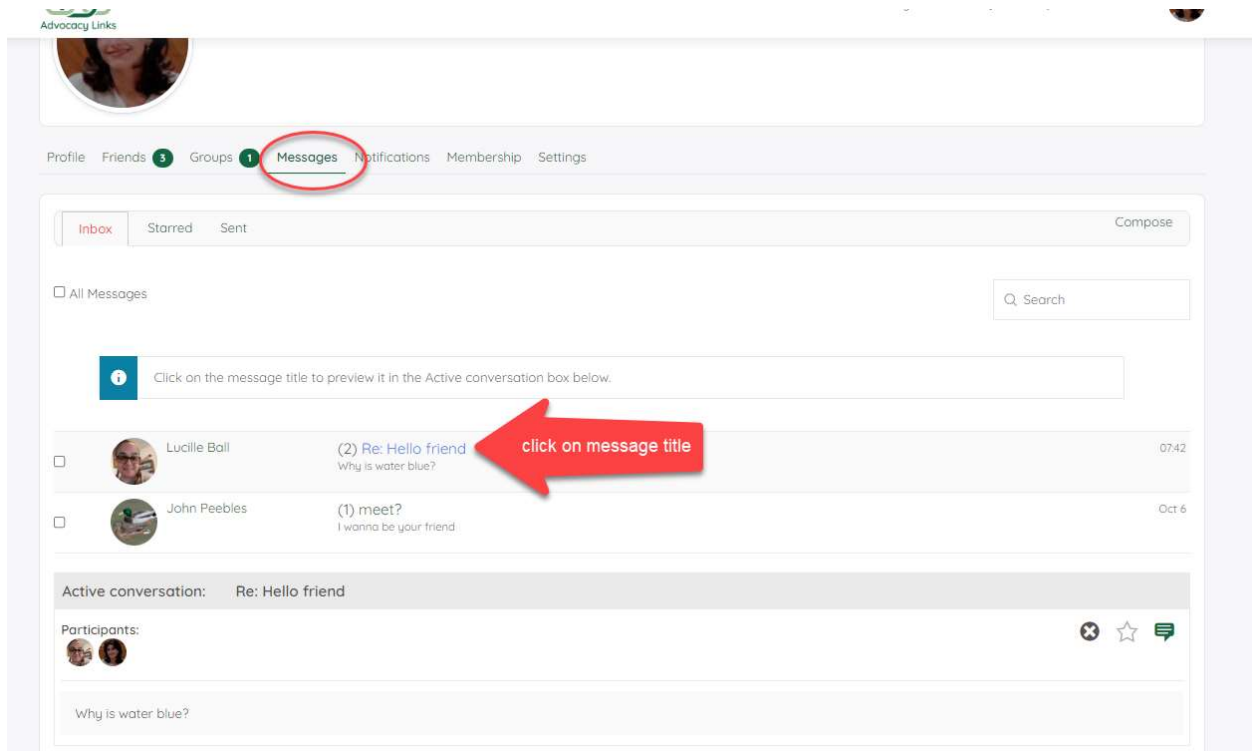 Advocacy Links
Profile Friends 3 Groups 1 Messages Notifications Membership Settings
Inbox Starred Sent Compose
All Messages
Search
Click on the message title to preview it in the Active conversation box below.
Lucille Ball (2) Re: Hello friend click on message title 07:42
Why is water blue?
John Peebles (1) meet? Oct 6
I wanna be your friend
Active conversation: Re: Hello friend
Participants:
Why is water blue?